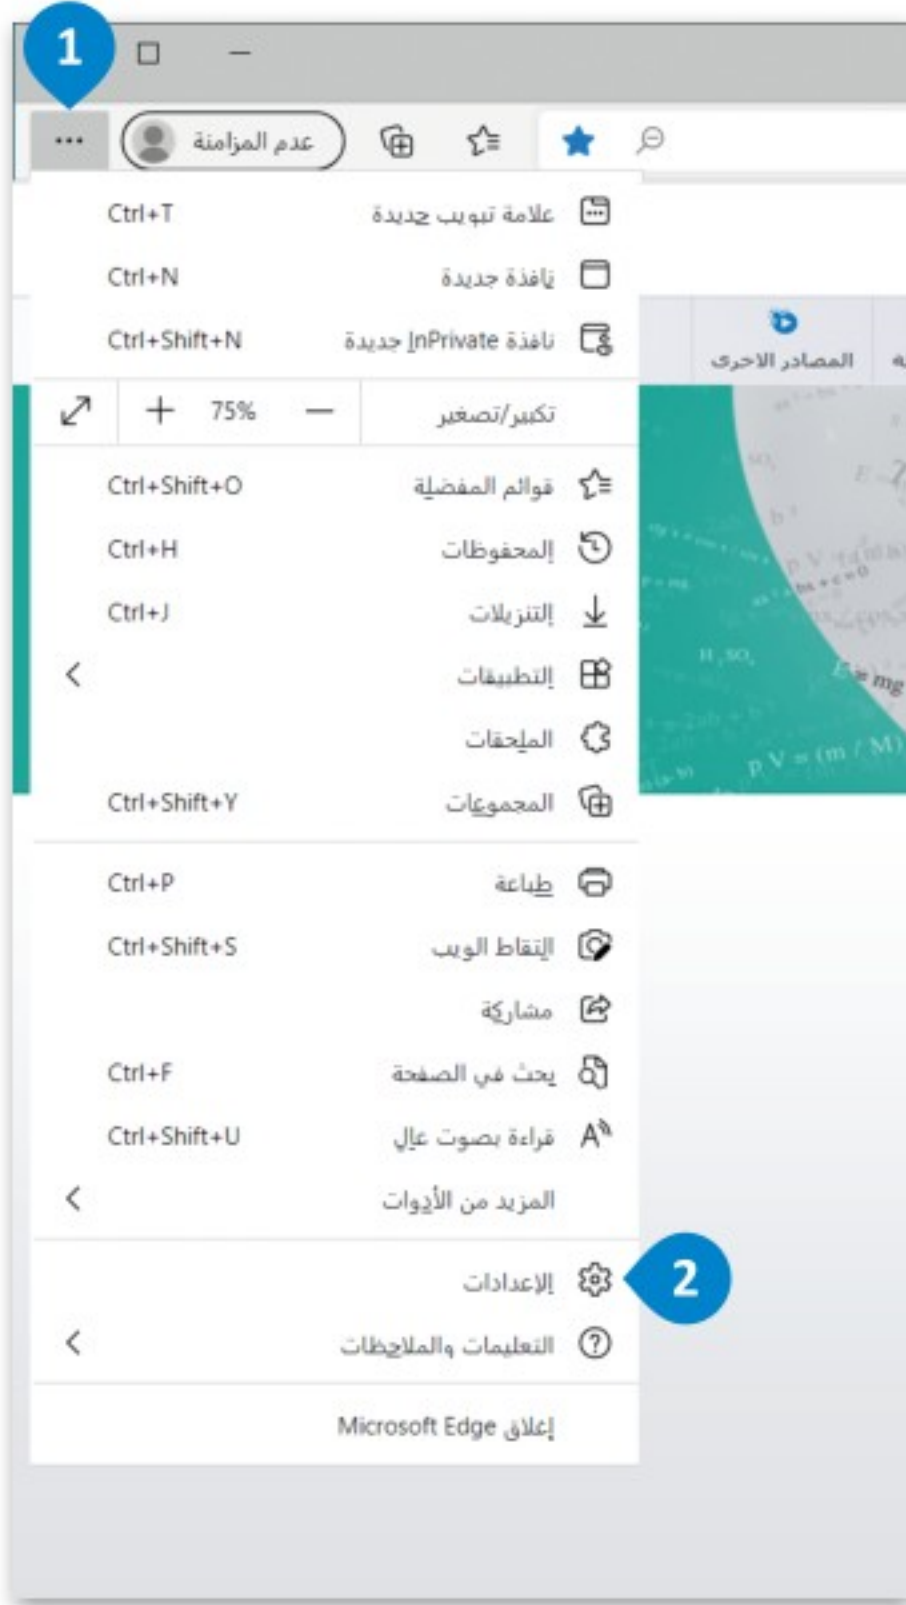 1
عدم المزامنة
علامة تبويب جديدة Ctrl+T
نافذة جديدة Ctrl+N
نافذة InPrivate جديدة Ctrl+Shift+N
المصادر الاخرى
تكبير/تصغير — 75% +
قوائم المفضلة Ctrl+Shift+O
المحفوظات Ctrl+H
التنزيلات Ctrl+J
التطبيقات
الملحقات
المجموعات Ctrl+Shift+Y
H₂SO₄
= mg
p V = (m / M)
طباعة Ctrl+P
التقاط الويب Ctrl+Shift+S
مشاركة
بحث في الصفحة Ctrl+F
قراءة بصوت عالٍ Ctrl+Shift+U
المزيد من الأدوات
الإعدادات 2
التعليمات والملاحظات
إغلاق Microsoft Edge